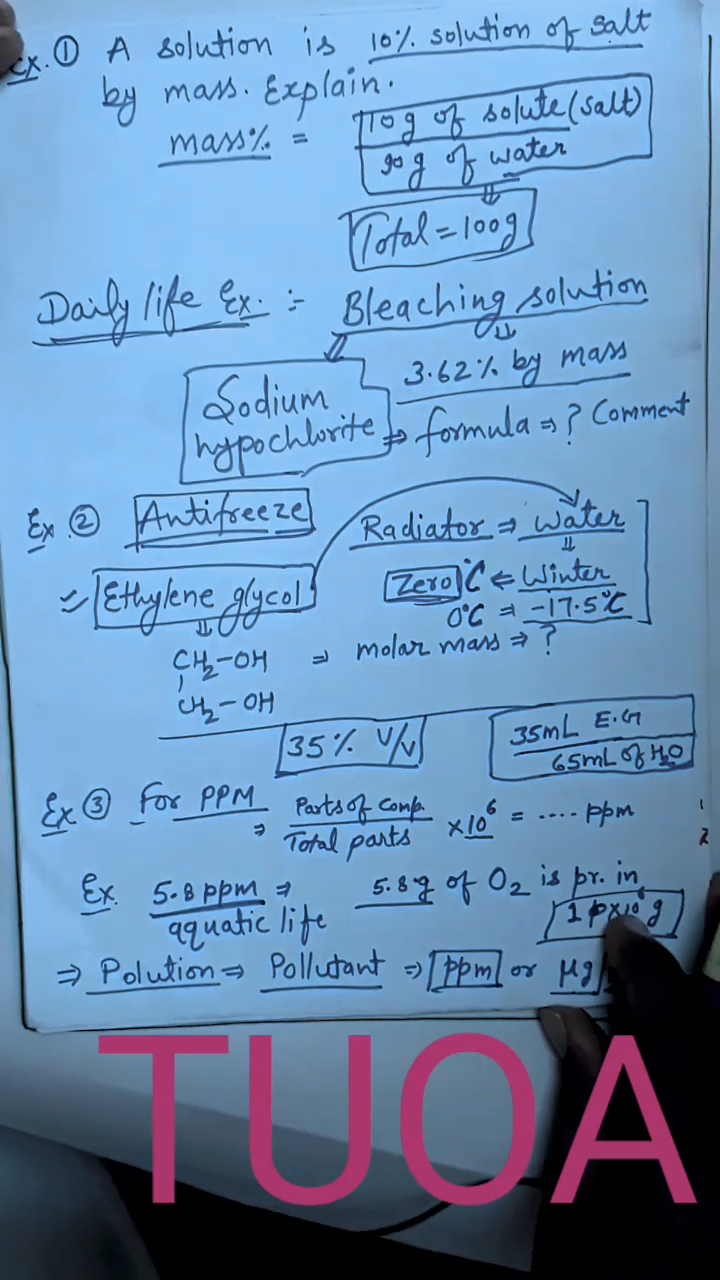 Ex. ① A solution is 10% solution of salt
by mass. Explain.
mass% = 10g of solute (salt)
90g of water
⇓
Total = 100g
Daily life Ex. :- Bleaching solution
⇓
3.62% by mass
Sodium
hypochlorite ⇒ formula ⇒ ? Comment
Ex. ② Antifreeze
Radiator ⇒ water
⇓
Zero °C ⇐ Winter
0°C ⇒ -17.5°C
Ethylene glycol
⇓
CH2-OH ⇒ molar mass ⇒ ?
|
CH2-OH
35% V/V
35mL E.G
65mL of H2O
Ex ③ For PPM ⇒ Parts of Comp. / Total parts × 10^6 = .... ppm
1
2
Ex. 5.8 ppm ⇒ 5.8g of O2 is pr. in
aquatic life
⇒ Polution ⇒ Pollutant ⇒ ppm or µg/
TUOA